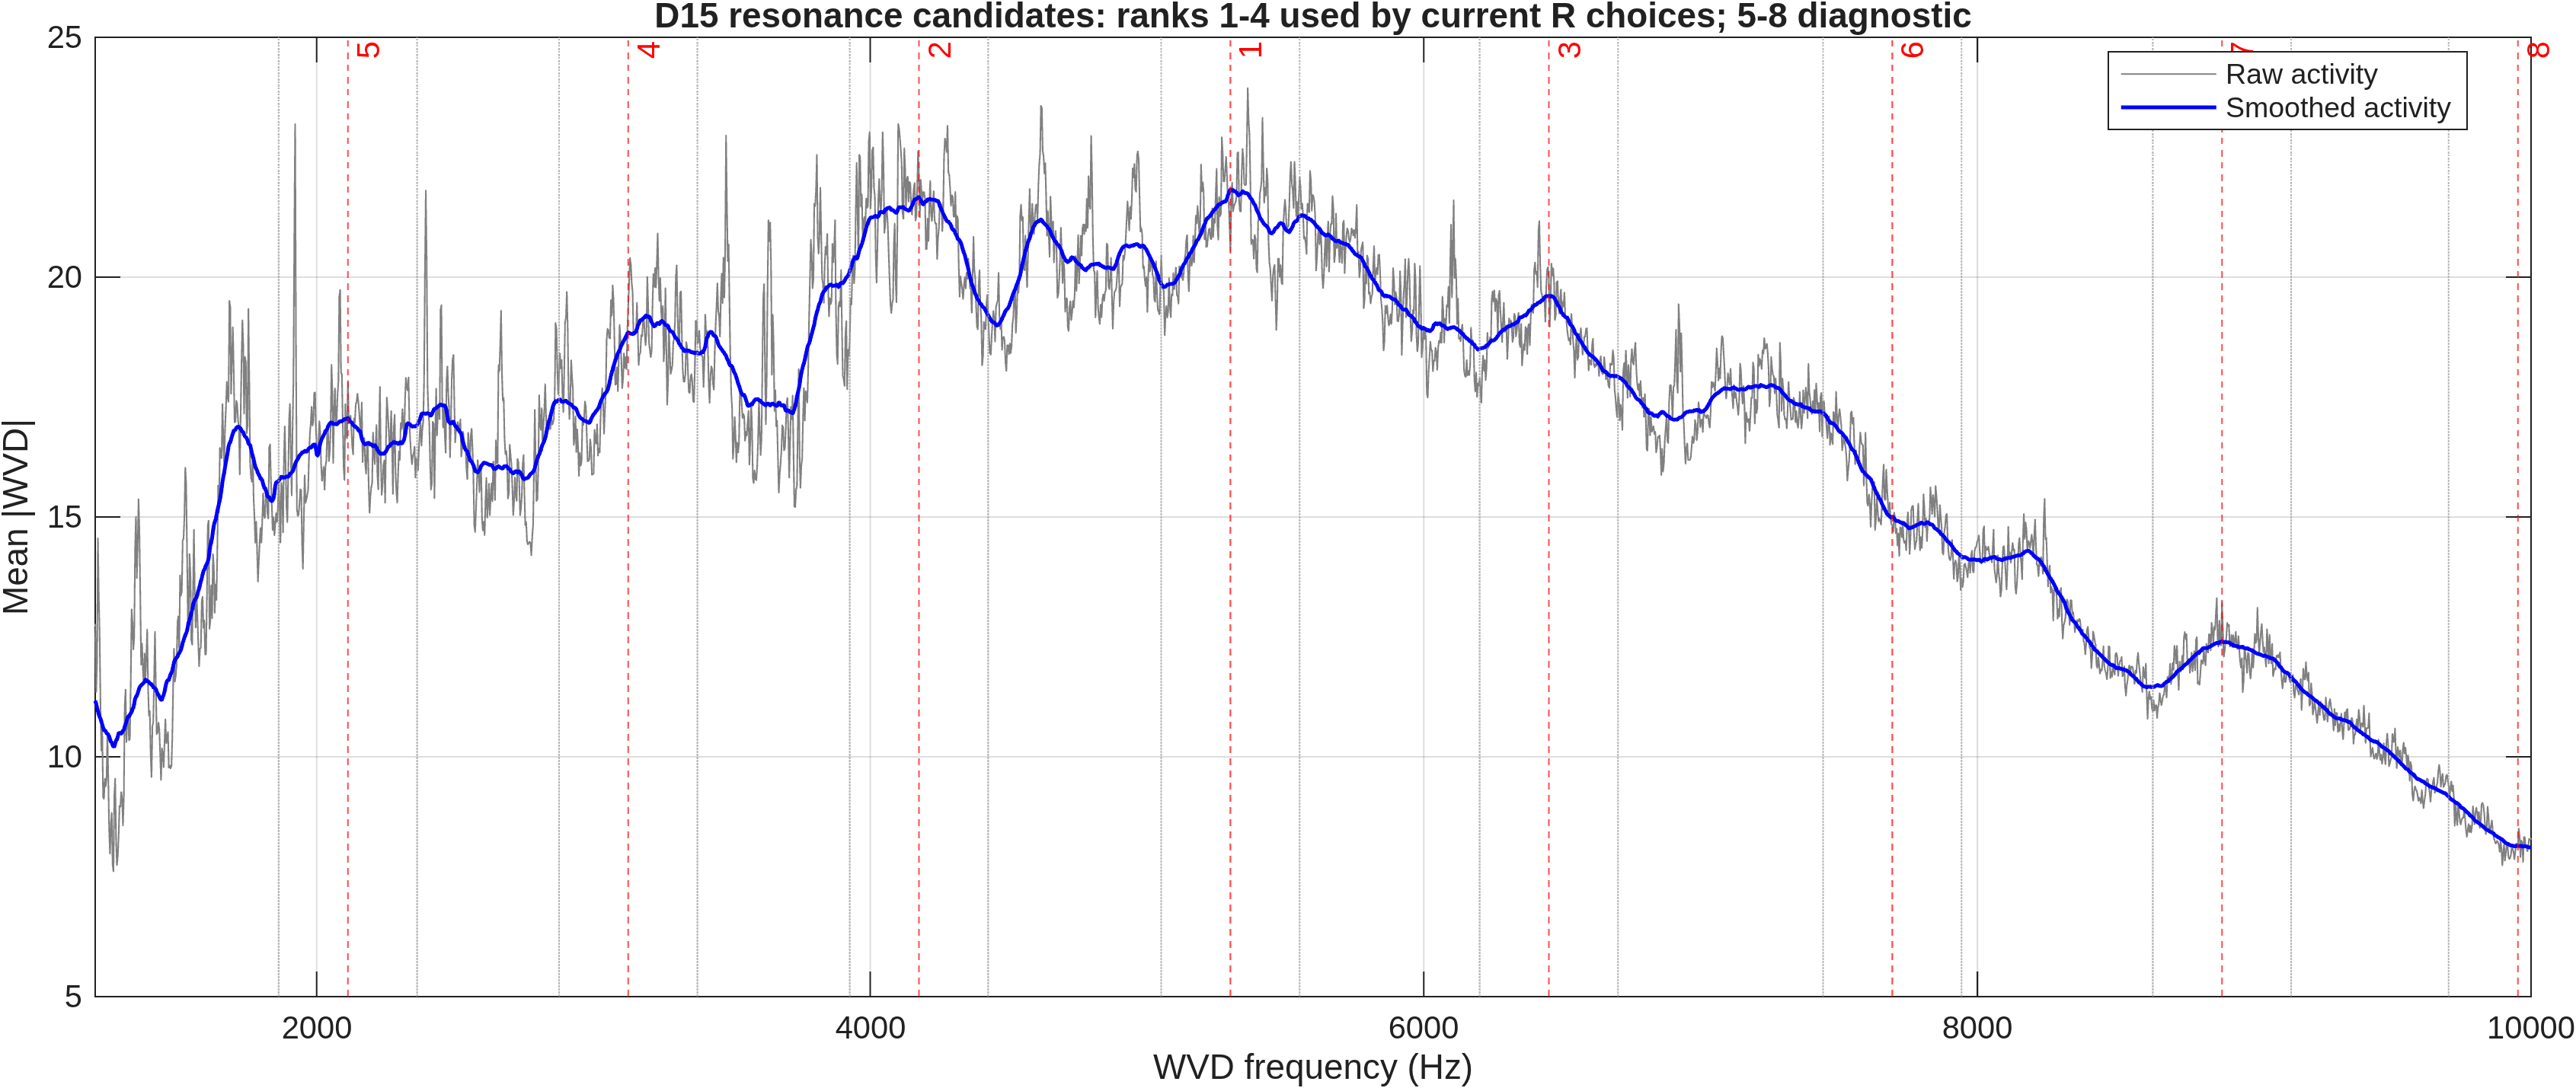 D15 resonance candidates: ranks 1-4 used by current R choices; 5-8 diagnostic
5 4 2 1 3 6 7 8
Raw activity
Smoothed activity
25
20
15
10
5
Mean |WVD|
2000 4000 6000 8000 10000
WVD frequency (Hz)